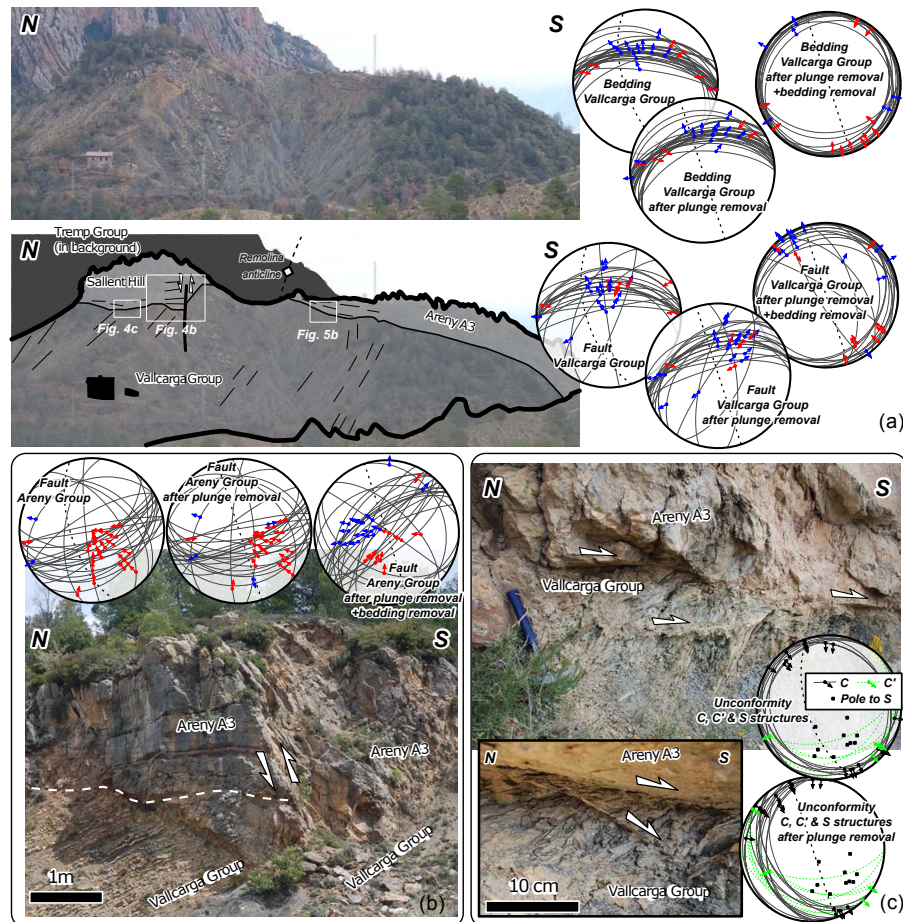 N
S
Bedding
Vallcarga Group
Bedding
Vallcarga Group
after plunge removal
Bedding
Vallcarga Group
after plunge removal
+bedding removal
N
S
Tremp Group
(in background)
Remolina
anticline
Sallent Hill
Fig. 4c
Fig. 4b
Fig. 5b
Areny A3
Vallcarga Group
Fault
Vallcarga Group
Fault
Vallcarga Group
after plunge removal
Fault
Vallcarga Group
after plunge removal
+bedding removal
(a)
Fault
Areny Group
Fault
Areny Group
after plunge removal
Fault
Areny Group
after plunge removal
+bedding removal
N
S
Areny A3
Areny A3
Vallcarga Group
Vallcarga Group
1m
(b)
N
S
Areny A3
Vallcarga Group
C
C'
Pole to S
Unconformity
C, C' & S structures
N
S
Areny A3
Vallcarga Group
10 cm
Unconformity
C, C' & S structures
after plunge removal
(c)